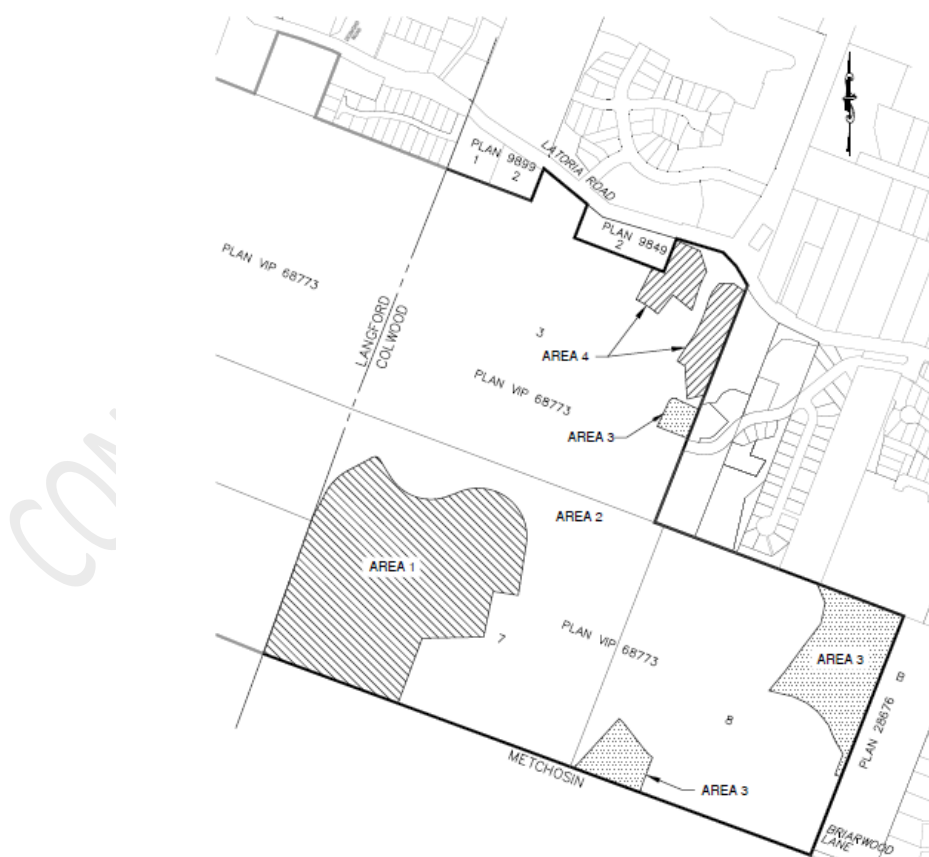 PLAN 9899
1
2
LATORIA ROAD
PLAN 9849
2
PLAN VIP 68773
LANGFORD
COLWOOD
3
AREA 4
PLAN VIP 68773
AREA 3
AREA 2
AREA 1
7
PLAN VIP 68773
AREA 3
B
8
PLAN 28676
METCHOSIN
AREA 3
BRIARWOOD
LANE
CON